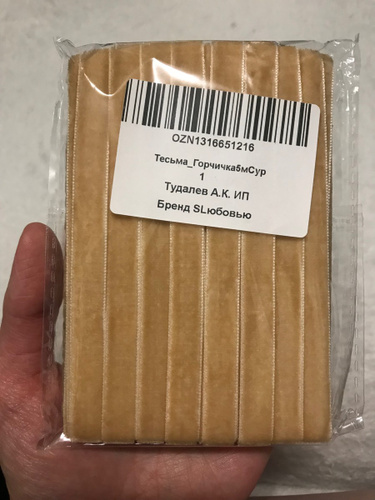 OZN1316651216
Тесьма_Горчичка5мСур
1
Тудалев А.К. ИП
Бренд SLюбовью